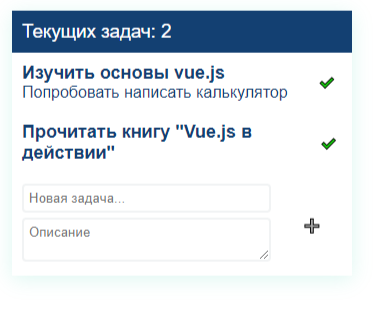 Текущих задач: 2
Изучить основы vue.js
Попробовать написать калькулятор
Прочитать книгу "Vue.js в
действии"
Новая задача...
Описание